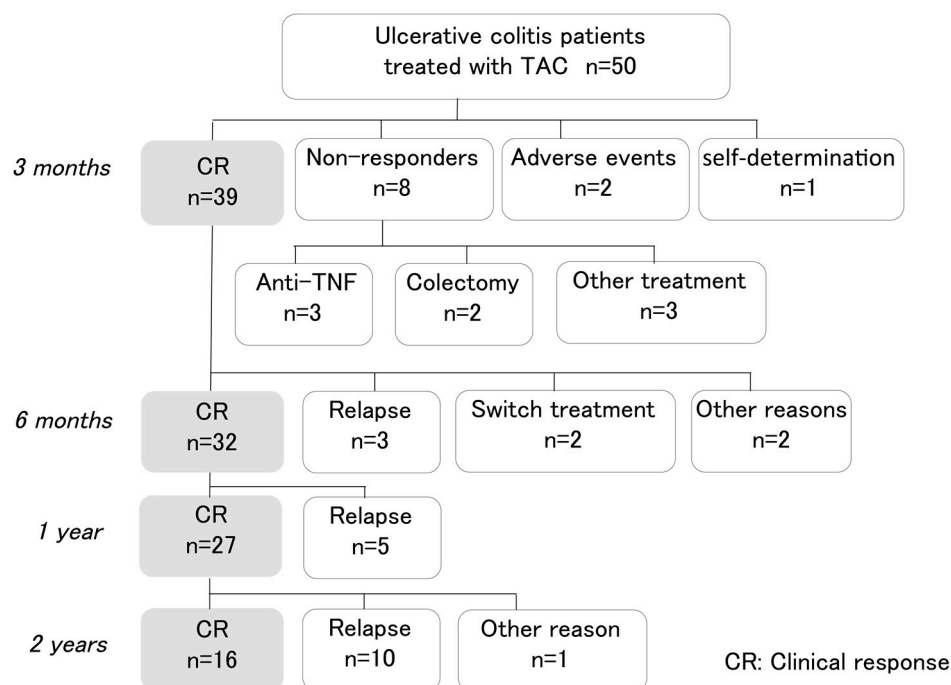 Ulcerative colitis patients
treated with TAC n=50
3 months
CR
n=39
Non-responders
n=8
Adverse events
n=2
self-determination
n=1
Anti-TNF
n=3
Colectomy
n=2
Other treatment
n=3
6 months
CR
n=32
Relapse
n=3
Switch treatment
n=2
Other reasons
n=2
1 year
CR
n=27
Relapse
n=5
2 years
CR
n=16
Relapse
n=10
Other reason
n=1
CR: Clinical response